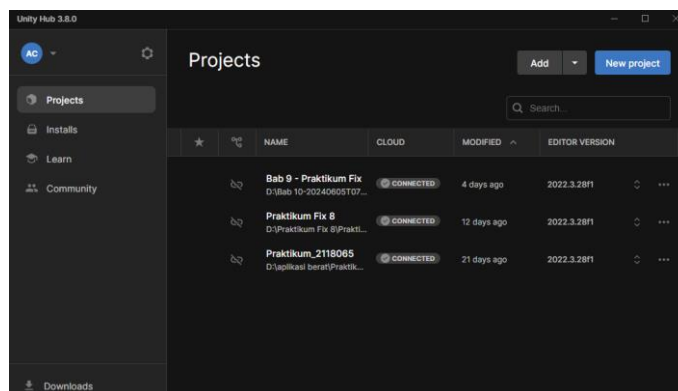 Unity Hub 3.8.0
AC
Projects
Add
New project
Projects
Installs
Learn
Community
Downloads
Search...
NAME CLOUD MODIFIED EDITOR VERSION
Bab 9 - Praktikum Fix CONNECTED 4 days ago 2022.3.28f1
D:\Bab 10-20240605T07...
Praktikum Fix 8 CONNECTED 12 days ago 2022.3.28f1
D:\Praktikum Fix 8\Prakti...
Praktikum_2118065 CONNECTED 21 days ago 2022.3.28f1
D:\aplikasi berat\Praktik...